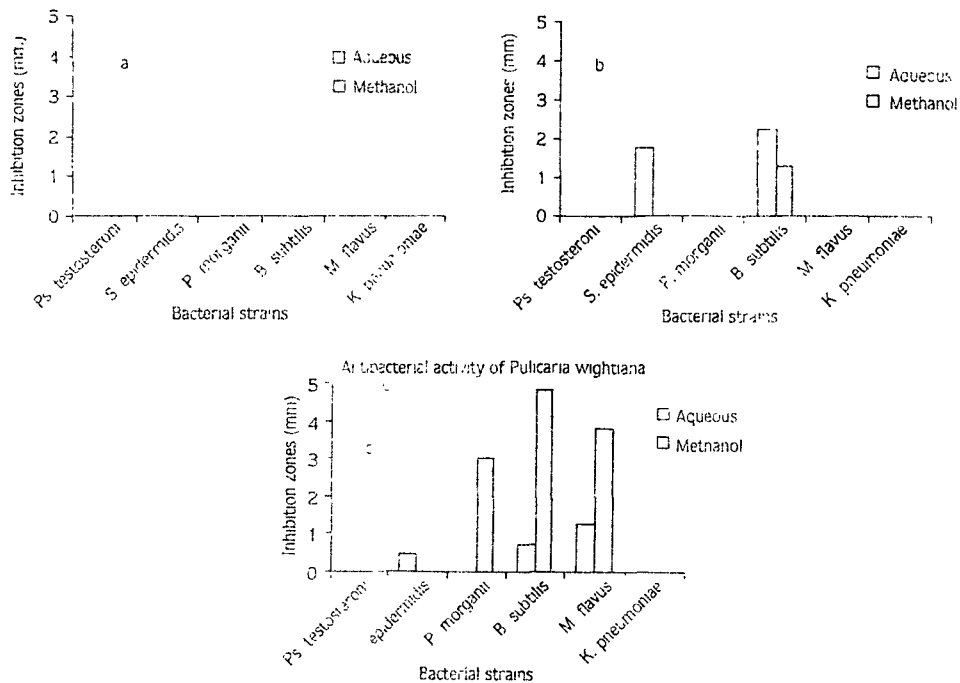 Inhibition zones (mm)
5
4
3
2
1
0
a
Aqueous
Methanol
Ps testosteroni
S epidermidis
P morganii
B subtilis
M flavus
K pneumoniae
Bacterial strains
Inhibition zones (mm)
5
4
3
2
1
0
b
Aqueous
Methanol
Ps testosteroni
S. epidermidis
P. morganii
B subtilis
M flavus
K pneumoniae
Bacterial strains
Antibacterial activity of Pulicaria wightiana
Inhibition zones (mm)
5
4
3
2
1
0
c
Aqueous
Methanol
Ps testosteroni
epidermidis
P morganii
B subtilis
M flavus
K. pneumoniae
Bacterial strains